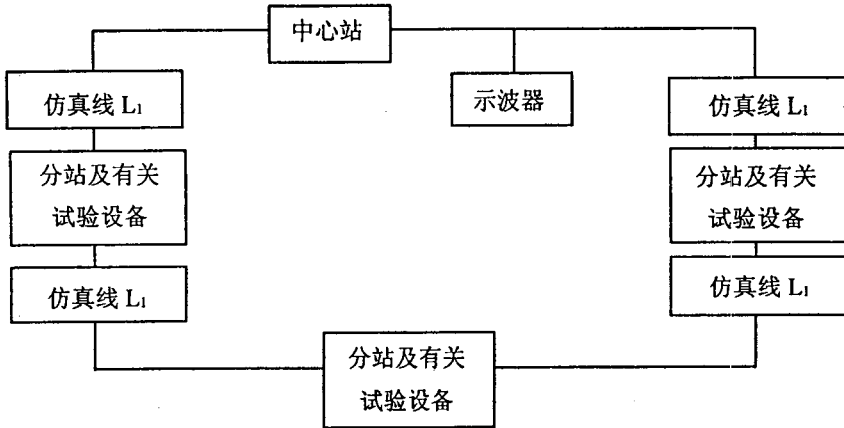 中心站
仿真线 L₁
示波器
仿真线 L₁
分站及有关
试验设备
分站及有关
试验设备
仿真线 L₁
仿真线 L₁
分站及有关
试验设备